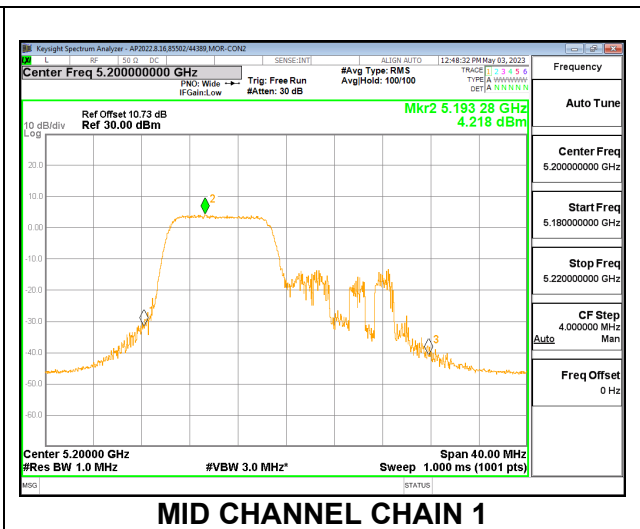 Keysight Spectrum Analyzer - AP2022.8.16,85502/44389,MOR-CON2
LXI L RF 50 Ω DC SENSE:INT ALIGN AUTO 12:48:32 PM May 03, 2023
Center Freq 5.200000000 GHz
PNO: Wide
IFGain:Low
Trig: Free Run
#Atten: 30 dB
#Avg Type: RMS
Avg|Hold: 100/100
TRACE 1 2 3 4 5 6
TYPE A WWWWW
DET A N N N N N
Frequency
Ref Offset 10.73 dB
10 dB/div Ref 30.00 dBm
Log
Mkr2 5.193 28 GHz
4.218 dBm
20.0
10.0
0.00
-10.0
-20.0
-30.0
-40.0
-50.0
-60.0
2
3
Center 5.20000 GHz
Span 40.00 MHz
#Res BW 1.0 MHz
#VBW 3.0 MHz*
Sweep 1.000 ms (1001 pts)
MSG
STATUS
Auto Tune
Center Freq
5.200000000 GHz
Start Freq
5.180000000 GHz
Stop Freq
5.220000000 GHz
CF Step
4.000000 MHz
Auto Man
Freq Offset
0 Hz
MID CHANNEL CHAIN 1